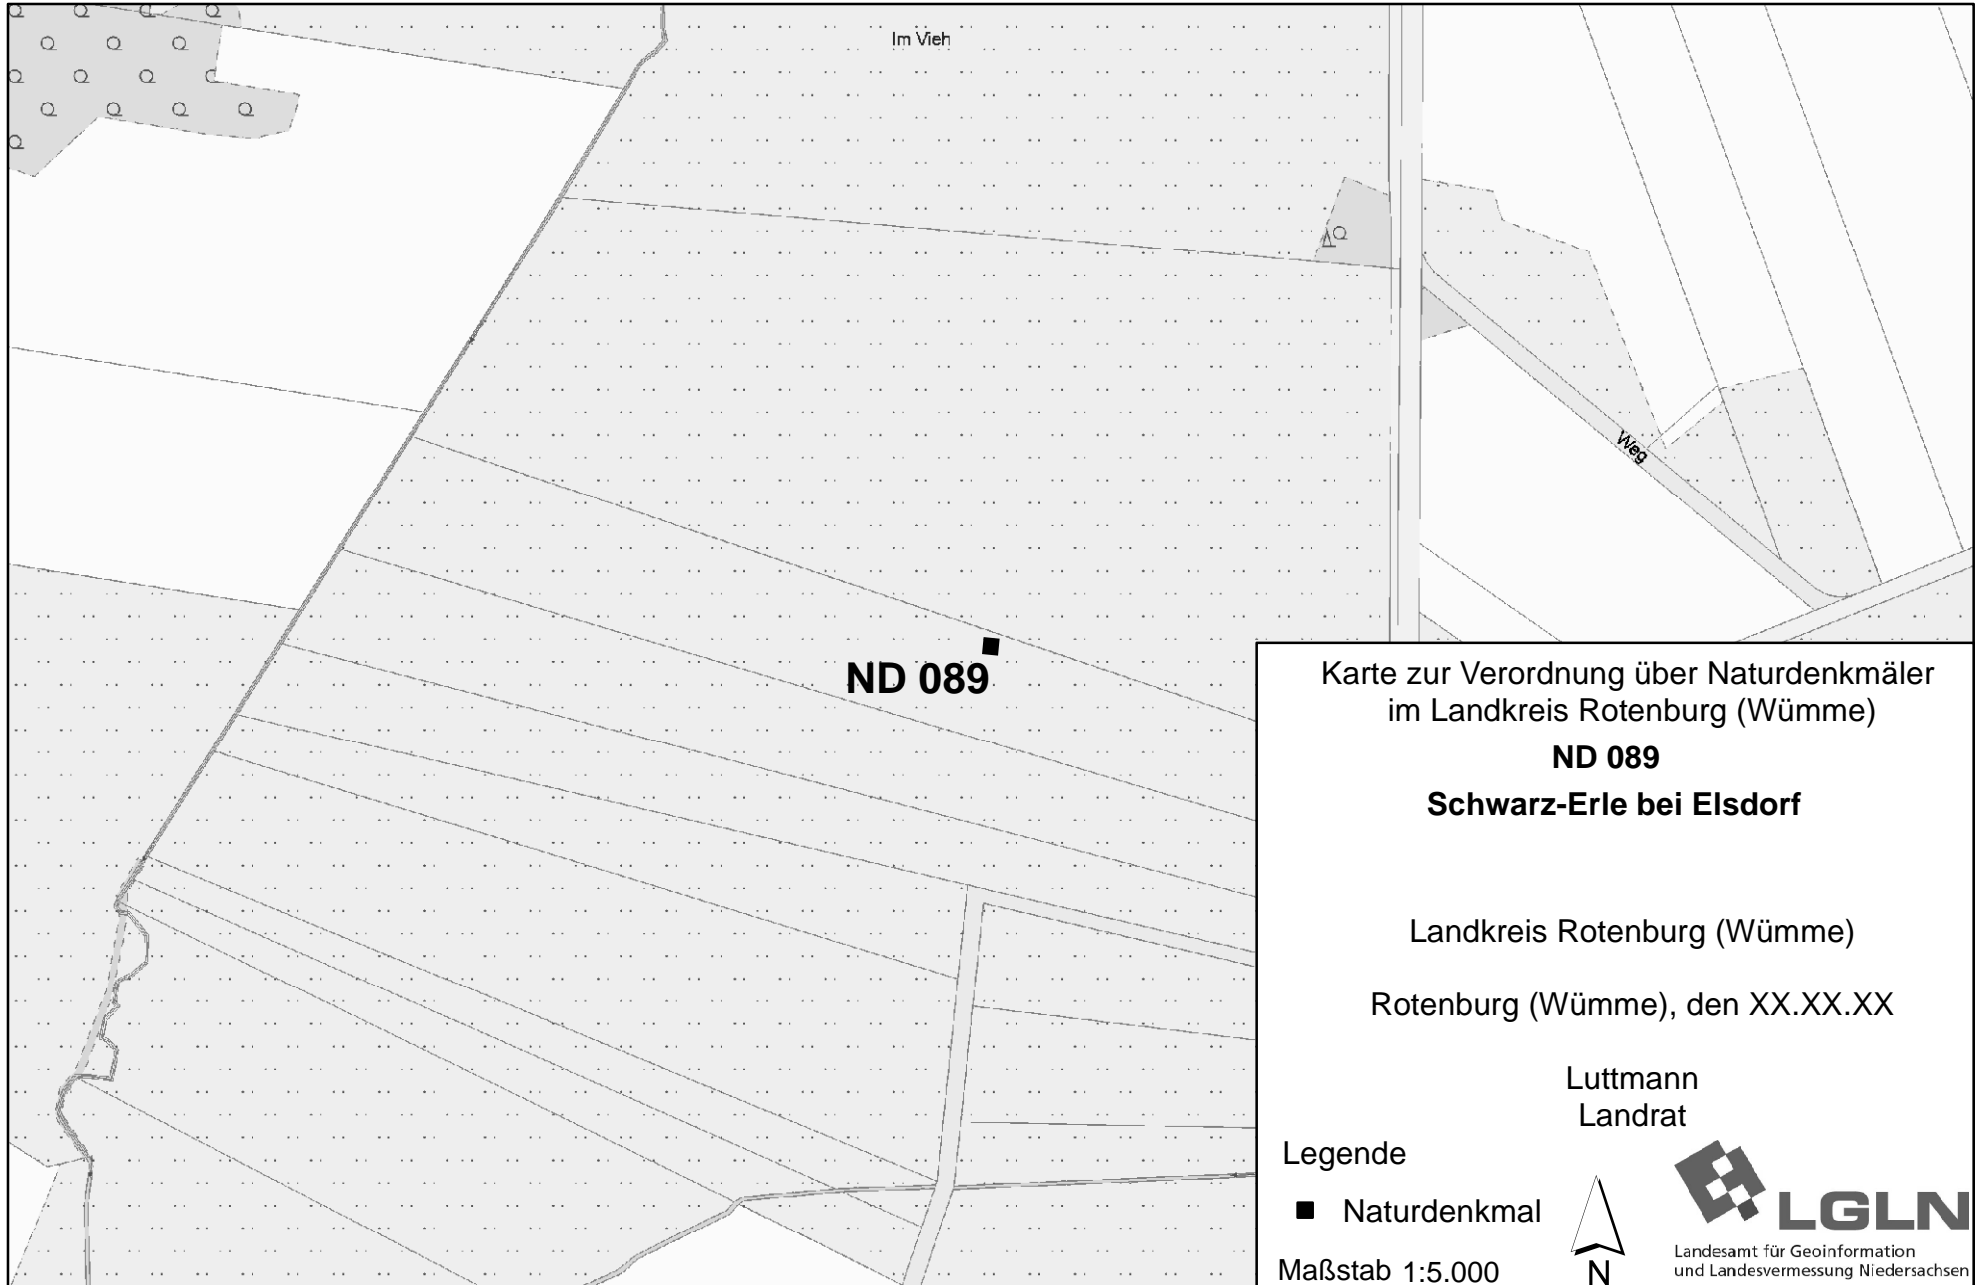 Im Vieh
Weg
ND 089
Karte zur Verordnung über Naturdenkmäler
im Landkreis Rotenburg (Wümme)
ND 089
Schwarz-Erle bei Elsdorf
Landkreis Rotenburg (Wümme)
Rotenburg (Wümme), den XX.XX.XX
Luttmann
Landrat
Legende
Naturdenkmal
Maßstab 1:5.000
N
LGLN
Landesamt für Geoinformation
und Landesvermessung Niedersachsen